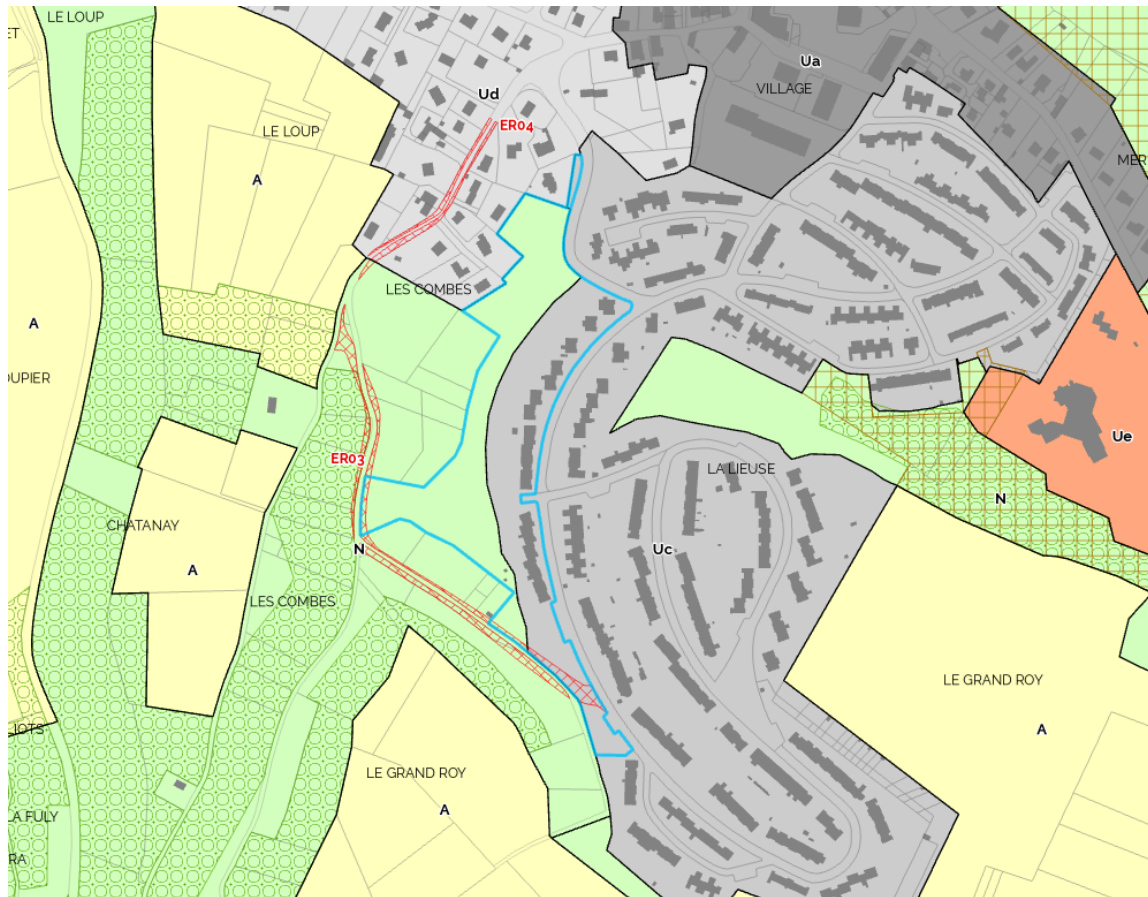 LE LOUP
ET
Ua
VILLAGE
Ud
ER04
LE LOUP
MER
A
LES COMBES
A
OUPIER
Ue
ER03
LA LIEUSE
N
CHATANAY
Uc
N
A
LES COMBES
LE GRAND ROY
A
IOTS
LE GRAND ROY
A
LA FULY
RA